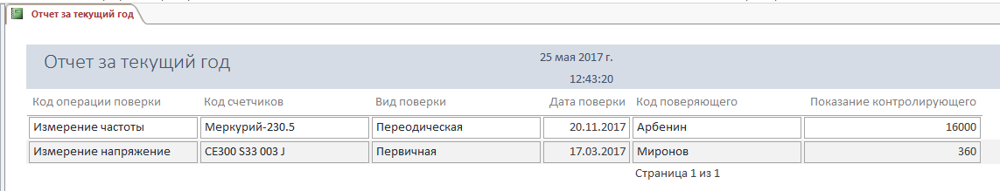 Отчет за текущий год
Отчет за текущий год
25 мая 2017 г.
12:43:20
Код операции поверки Код счетчиков Вид поверки Дата поверки Код поверяющего Показание контролирующего
Измерение частоты Меркурий-230.5 Переодическая 20.11.2017 Арбенин 16000
Измерение напряжение CE300 S33 003 J Первичная 17.03.2017 Миронов 360
Страница 1 из 1